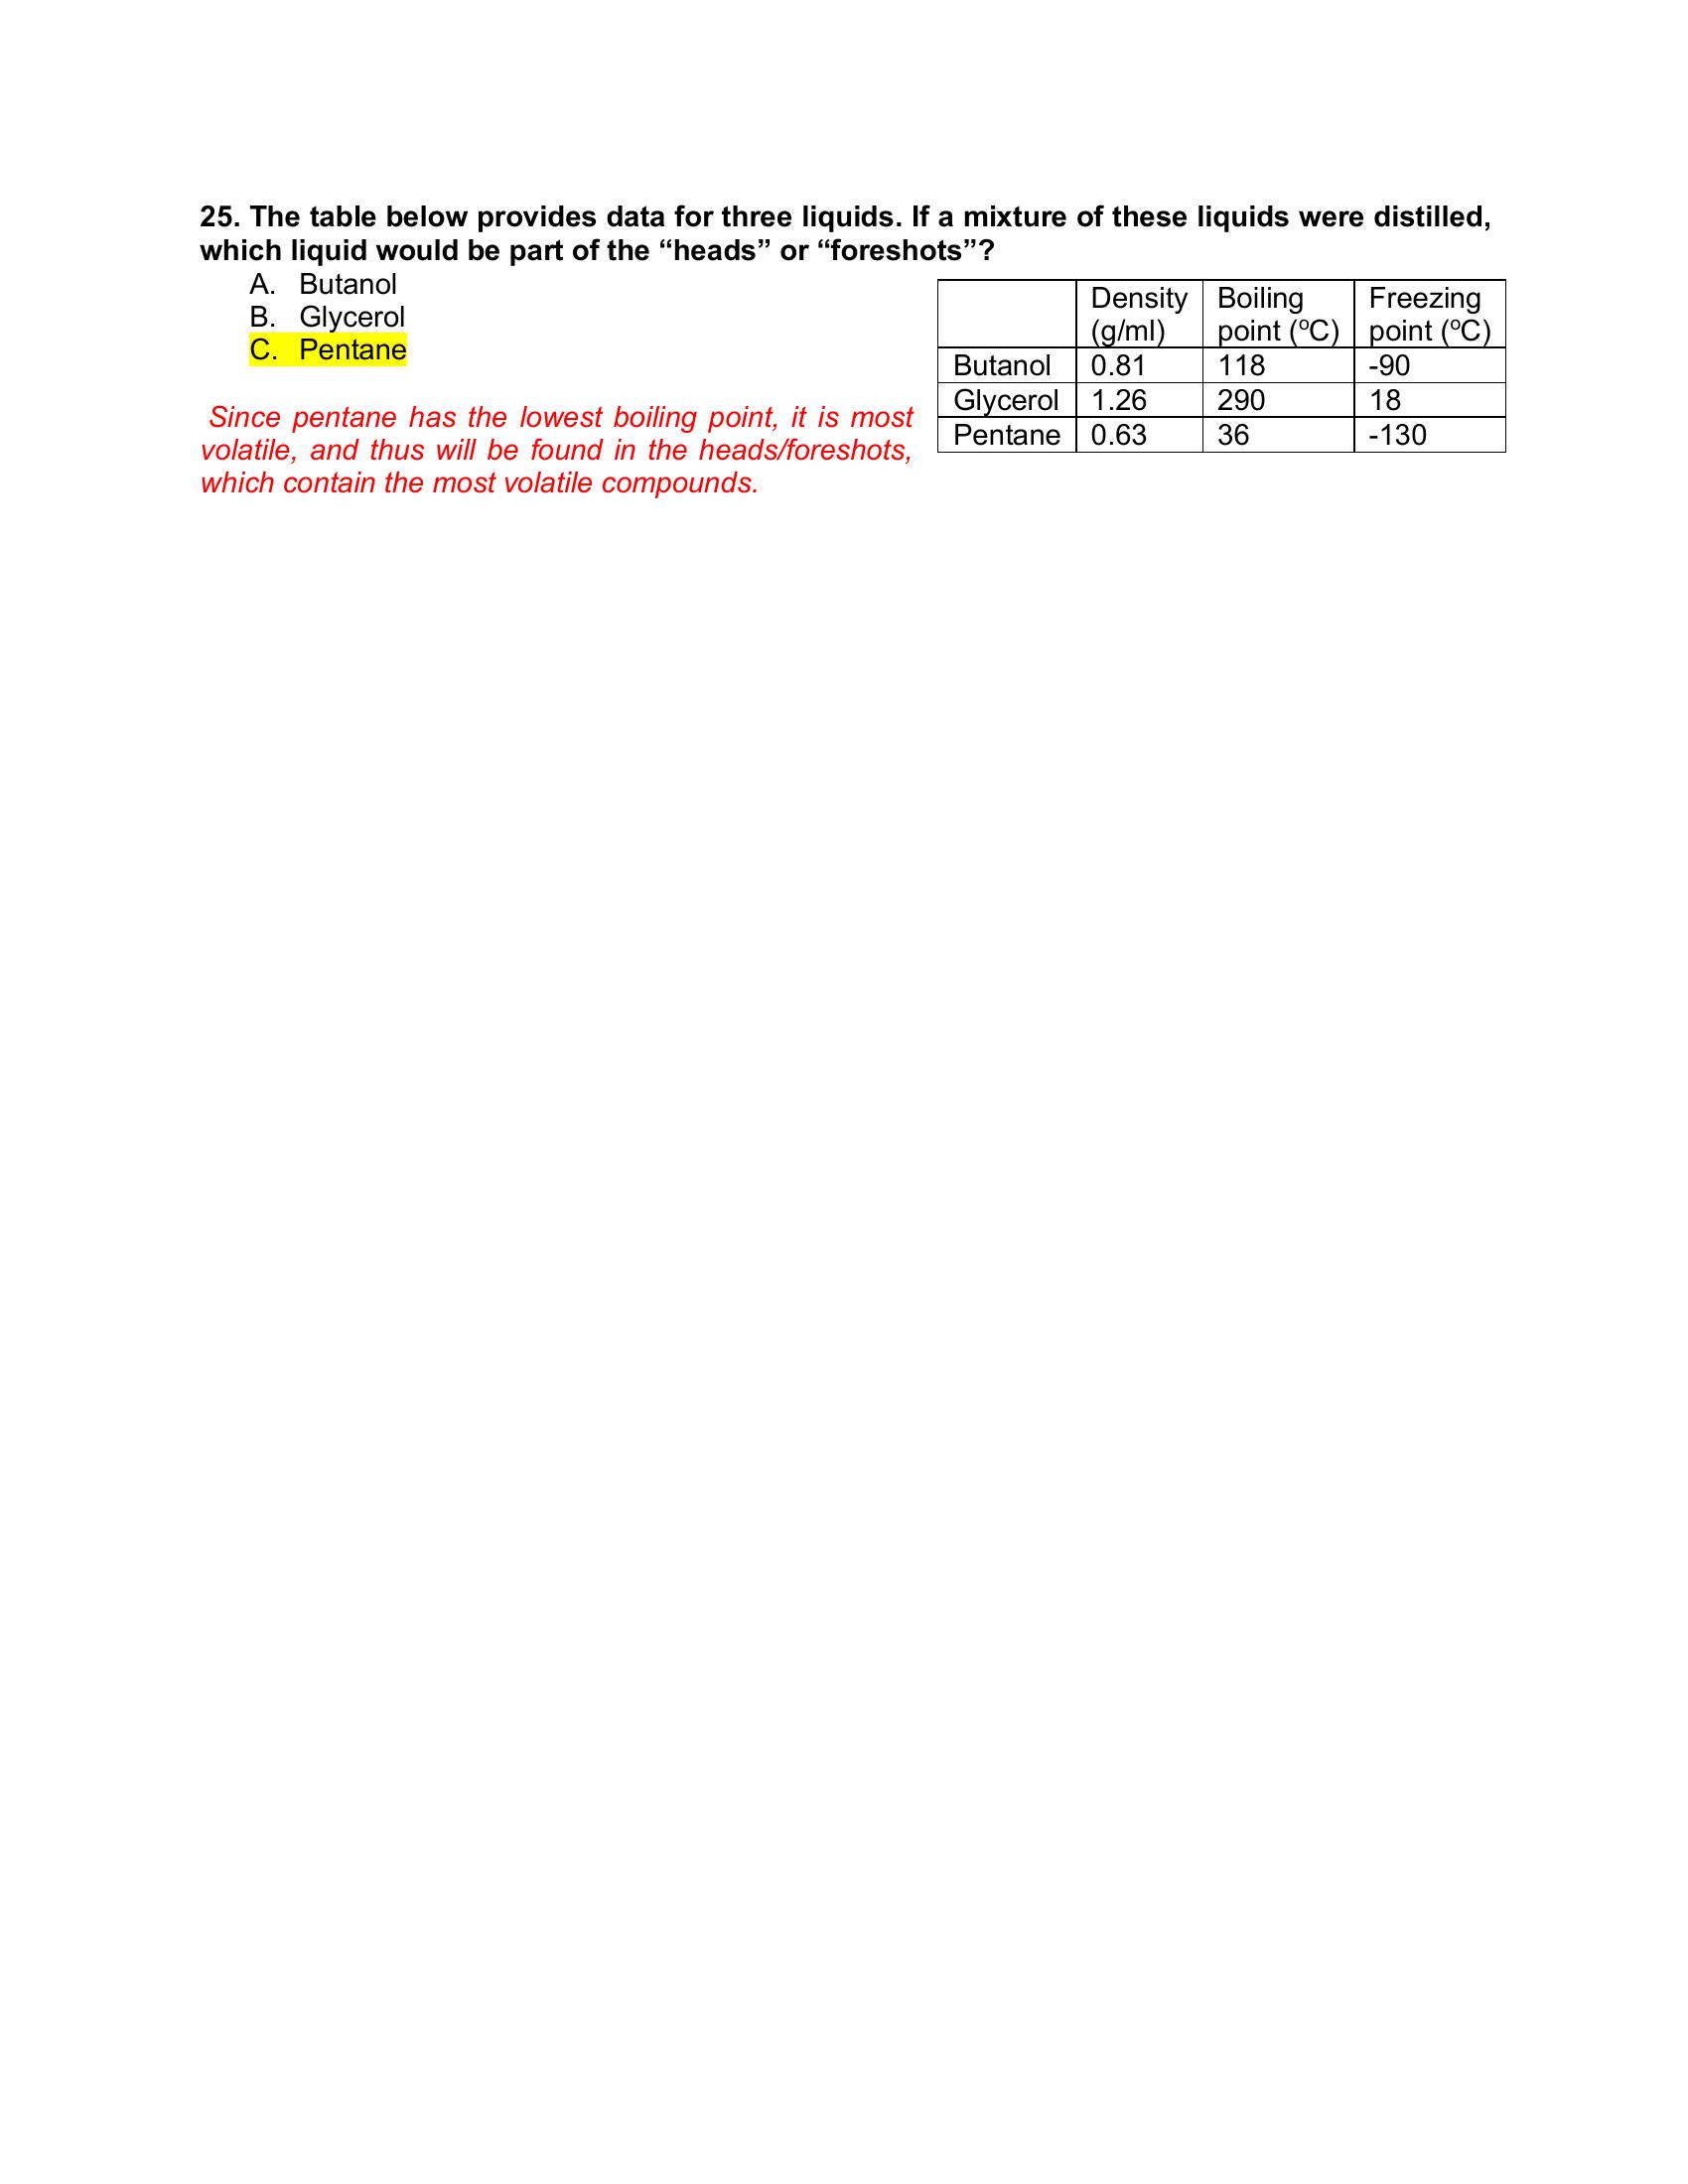 25. The table below provides data for three liquids. If a mixture of these liquids were distilled,
which liquid would be part of the “heads” or “foreshots”?
A. Butanol
B. Glycerol
C. Pentane
Since pentane has the lowest boiling point, it is most
volatile, and thus will be found in the heads/foreshots,
which contain the most volatile compounds.
Density (g/ml) Boiling point (ºC) Freezing point (ºC)
Butanol 0.81 118 -90
Glycerol 1.26 290 18
Pentane 0.63 36 -130